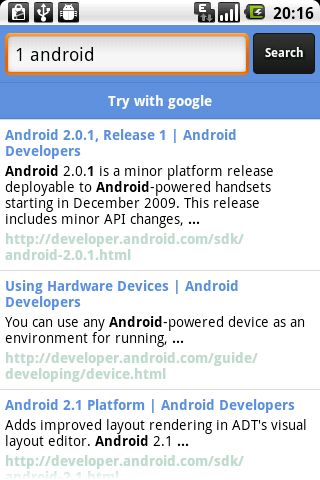 20:16
1 android
Search
Try with google
Android 2.0.1, Release 1 | Android
Developers
Android 2.0.1 is a minor platform release
deployable to Android-powered handsets
starting in December 2009. This release
includes minor API changes, ...
http://developer.android.com/sdk/
android-2.0.1.html
Using Hardware Devices | Android
Developers
You can use any Android-powered device as an
environment for running, ...
http://developer.android.com/guide/
developing/device.html
Android 2.1 Platform | Android Developers
Adds improved layout rendering in ADT's visual
layout editor. Android 2.1 ...
http://developer.android.com/sdk/
android-2.1.html